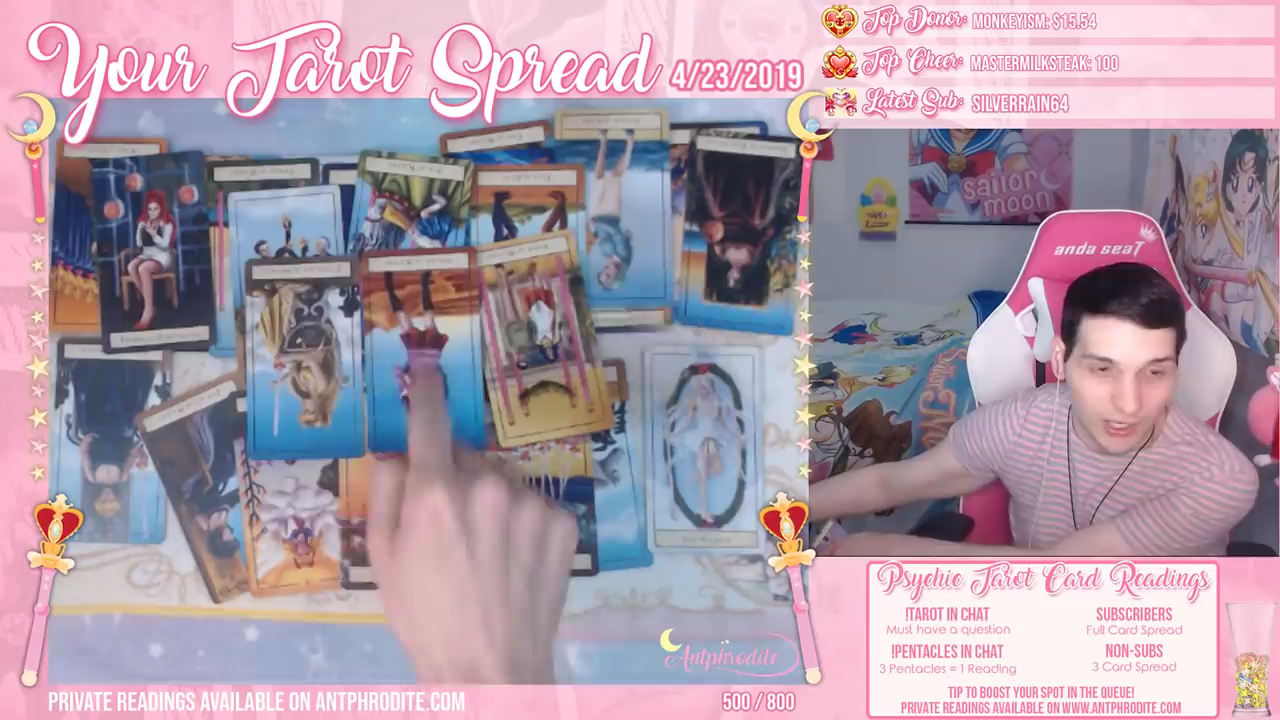 Your Tarot Spread 4/23/2019
Top Donor: MONKEYISM: $15.54
Top Cheer: MASTERMILKSTEAK: 100
Latest Sub: SILVERRAIN64
sailor
moon
anda seaT
Antphrodite
Psychic Tarot Card Readings
!TAROT IN CHAT
Must have a question
!PENTACLES IN CHAT
3 Pentacles = 1 Reading
SUBSCRIBERS
Full Card Spread
NON-SUBS
3 Card Spread
TIP TO BOOST YOUR SPOT IN THE QUEUE!
PRIVATE READINGS AVAILABLE ON WWW.ANTPHRODITE.COM
PRIVATE READINGS AVAILABLE ON ANTPHRODITE.COM
500 / 800